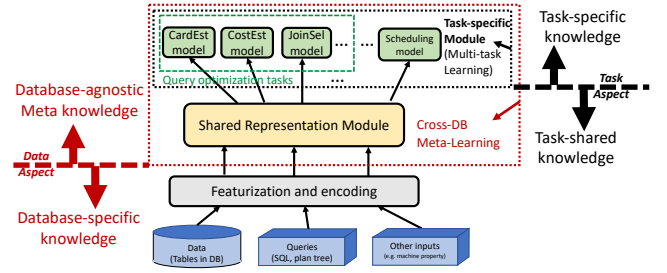 CardEst
model
CostEst
model
JoinSel
model
... ...
Scheduling
model
Task-specific
Module
(Multi-task
Learning)
Query optimization tasks
...
Task-specific
knowledge
Task
Aspect
Task-shared
knowledge
Database-agnostic
Meta knowledge
Data
Aspect
Database-specific
knowledge
Shared Representation Module
Cross-DB
Meta-Learning
Featurization and encoding
Data
(Tables in DB)
Queries
(SQL, plan tree)
Other inputs
(e.g. machine property)